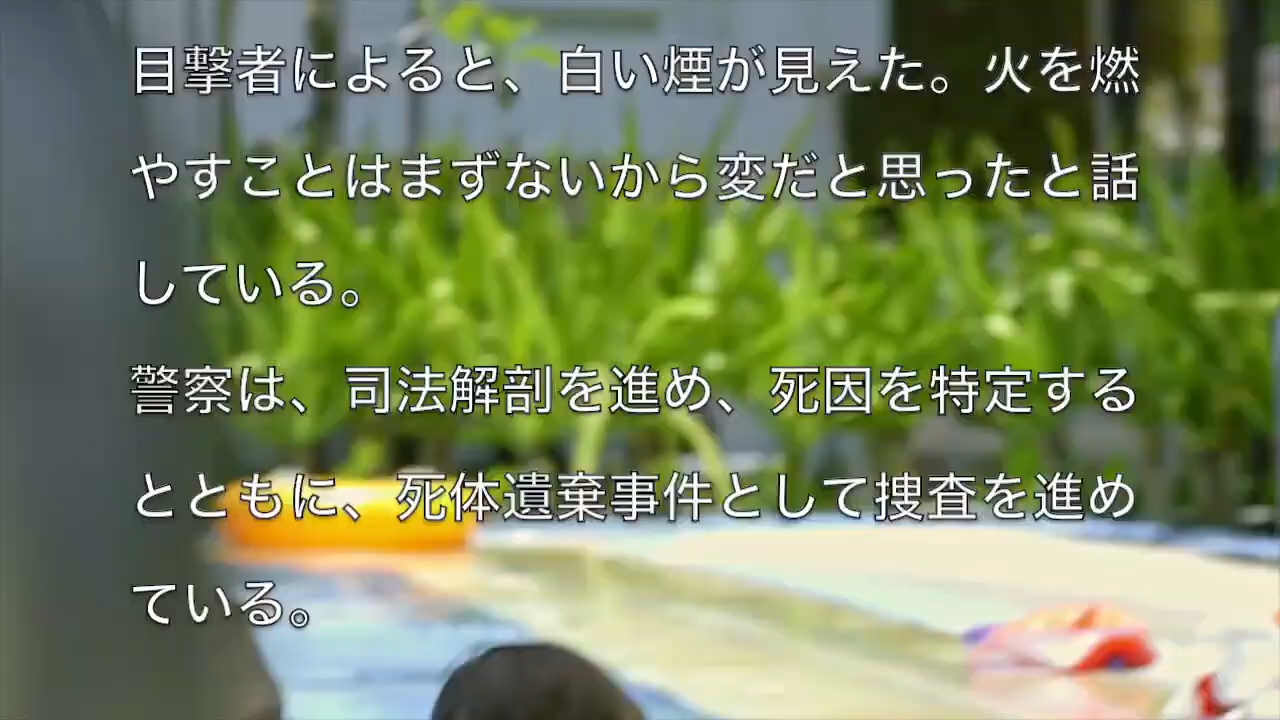 目撃者によると、白い煙が見えた。火を燃
やすことはまずないから変だと思ったと話
している。
警察は、司法解剖を進め、死因を特定する
とともに、死体遺棄事件として捜査を進め
ている。